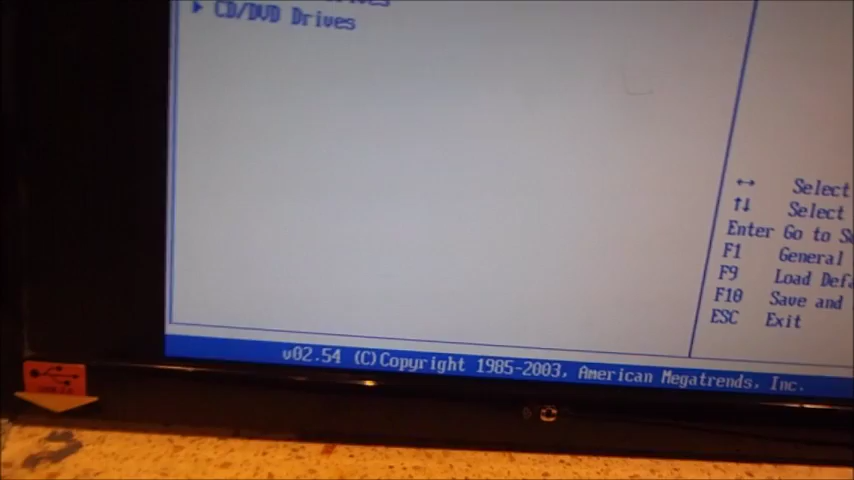 CD/DVD Drives
↔ Select
↑↓ Select
Enter Go to
F1 General
F9 Load
F10 Save and
ESC Exit
v02.54 (C)Copyright 1985-2003, American Megatrends, Inc.